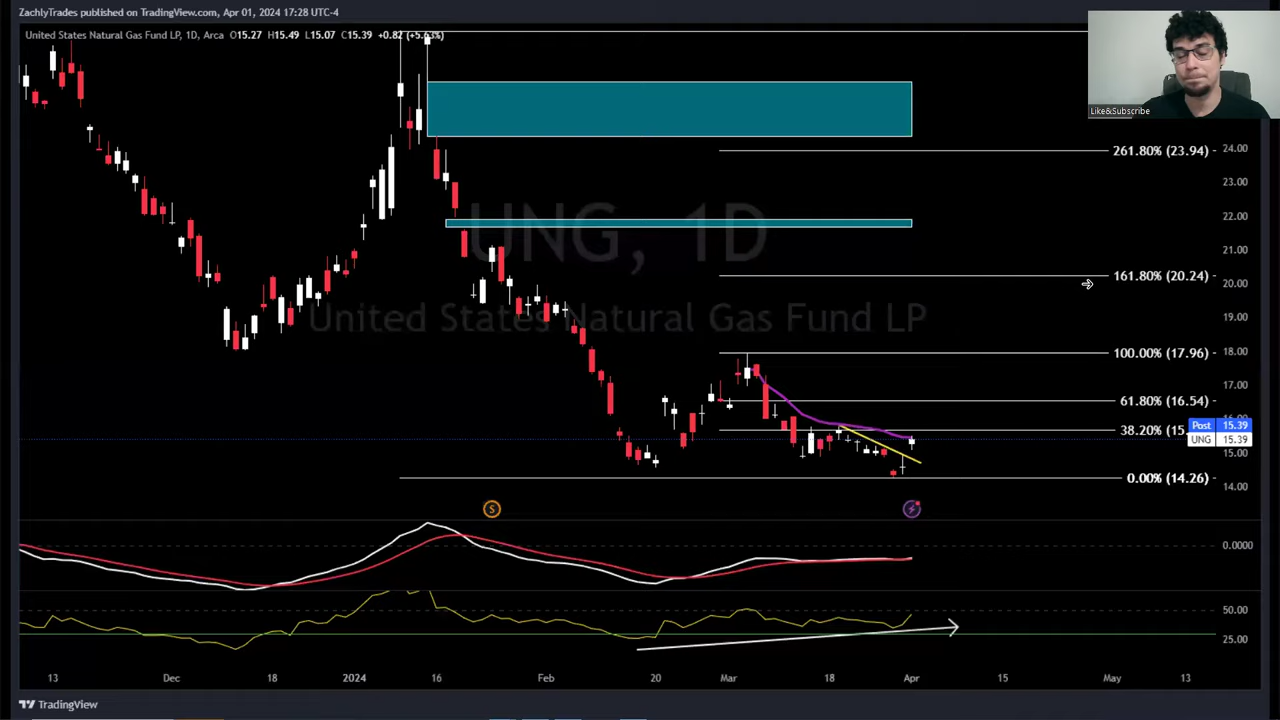 ZachlyTrades published on TradingView.com, Apr 01, 2024 17:28 UTC-4
United States Natural Gas Fund LP, 1D, Arca O15.27 H15.49 L15.07 C15.39 +0.82 (+5.63%)
Like&Subscribe
261.80% (23.94)
24.00
23.00
UNG, 1D
22.00
21.00
161.80% (20.24)
20.00
United States Natural Gas Fund LP
19.00
100.00% (17.96)
18.00
17.00
61.80% (16.54)
16.00
38.20% (15.
Post 15.39
UNG 15.39
15.00
0.00% (14.26)
14.00
S
0.0000
50.00
25.00
13 Dec 18 2024 16 Feb 20 Mar 18 Apr 15 May 13
TradingView